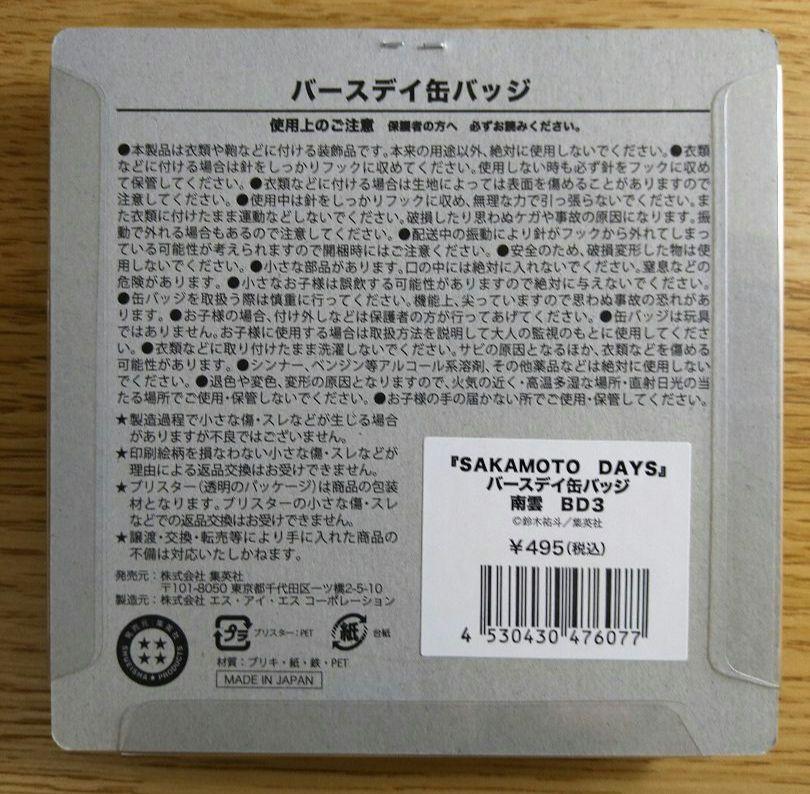 バースデイ缶バッジ
使用上のご注意 保護者の方へ 必ずお読みください。
●本製品は衣類や鞄などに付ける装飾品です。本来の用途以外、絶対に使用しないでください。●衣類
などに付ける場合は針をしっかりフックに収めてください。使用しない時も必ず針をフックに収め
て保管してください。●衣類などに付ける場合は生地によっては表面を傷めることがありますので
注意してください。●使用中は針をしっかりフックに収め、無理な力で引っ張らないでください。ま
た衣類に付けたまま運動などしないでください。破損したり思わぬケガや事故の原因になります。振
動で外れる場合もあるので注意してください。●配送中の振動により針がフックから外れてしまっ
ている可能性が考えられますので開梱時にはご注意ください。●安全のため、破損変形した物は使
用しないでください。●小さな部品があります。口の中には絶対に入れないでください。窒息などの
危険があります。●小さなお子様は誤飲する可能性がありますので絶対に与えないでください。
●缶バッジを取扱う際は慎重に行ってください。機能上、尖っていますので思わぬ事故の恐れがあ
ります。●お子様の場合、付け外しなどは保護者の方が行ってあげてください。●缶バッジは玩具
ではありません。お子様に使用する場合は取扱方法を説明して大人の監視のもとに使用してくださ
い。●衣類などに取り付けたまま洗濯しないでください。サビの原因となるほか、衣類などを傷める
可能性があります。●シンナー、ベンジン等アルコール系溶剤、その他薬品などは絶対に使用しない
でください。●退色や変色、変形の原因となりますので、火気の近く・高温多湿な場所・直射日光の当
たる場所でご使用・保管しないでください。●お子様の手の届かない所でご使用・保管してください。
★製造過程で小さな傷・スレなどが生じる場合
がありますが不良ではございません。
★印刷絵柄を損なわない小さな傷・スレなどが
理由による返品交換はお受けできません。
★ブリスター(透明のパッケージ)は商品の包装
材となります。ブリスターの小さな傷・スレ
などでの返品交換はお受けできません。
★譲渡・交換・転売等により手に入れた商品の
不備は対応いたしかねます。
発売元：株式会社 集英社
〒101-8050 東京都千代田区一ツ橋2-5-10
製造元：株式会社 エス・アイ・エス コーポレーション
発売元 集英社
SHUEISHA★PRODUCTS
プラ ブリスター：PET
紙 台紙
材質：ブリキ・紙・鉄・PET
MADE IN JAPAN
『SAKAMOTO DAYS』
バースデイ缶バッジ
南雲 BD3
©鈴木祐斗／集英社
¥495(税込)
4 530430 476077